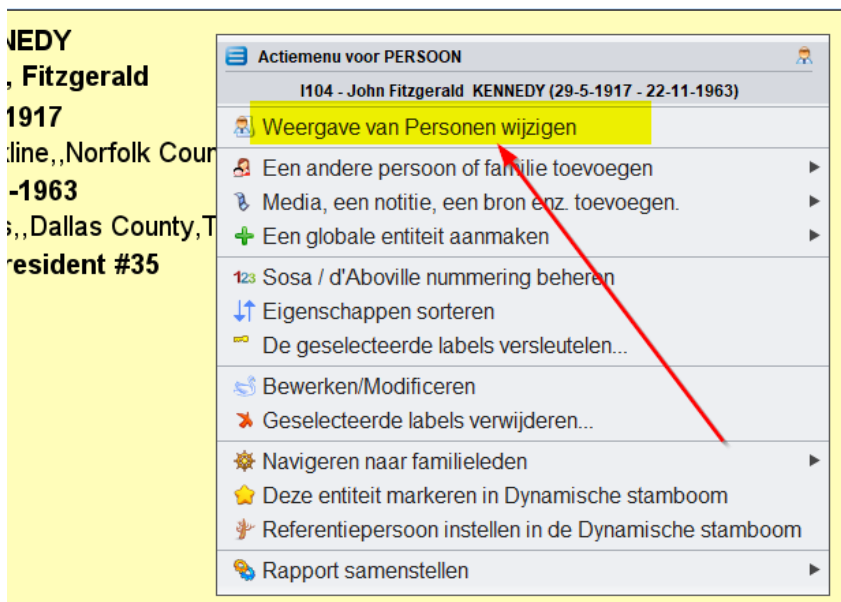 NEDY
, Fitzgerald
1917
tline,,Norfolk Coun
-1963
s,,Dallas County,T
resident #35
Actiemenu voor PERSOON
I104 - John Fitzgerald KENNEDY (29-5-1917 - 22-11-1963)
Weergave van Personen wijzigen
Een andere persoon of familie toevoegen
Media, een notitie, een bron enz. toevoegen.
Een globale entiteit aanmaken
123 Sosa / d'Aboville nummering beheren
Eigenschappen sorteren
De geselecteerde labels versleutelen...
Bewerken/Modificeren
Geselecteerde labels verwijderen...
Navigeren naar familieleden
Deze entiteit markeren in Dynamische stamboom
Referentiepersoon instellen in de Dynamische stamboom
Rapport samenstellen